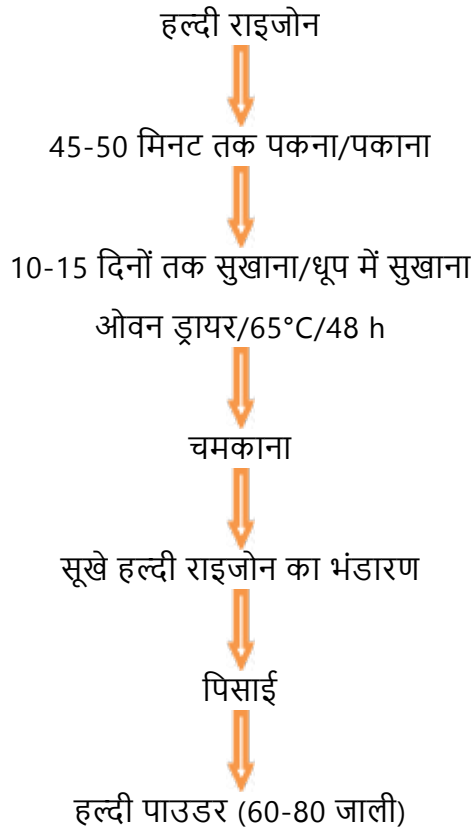 हल्दी राइजोन
45-50 मिनट तक पकना/पकाना
10-15 दिनों तक सुखाना/धूप में सुखाना
ओवन ड्रायर/65°C/48 h
चमकाना
सूखे हल्दी राइजोन का भंडारण
पिसाई
हल्दी पाउडर (60-80 जाली)